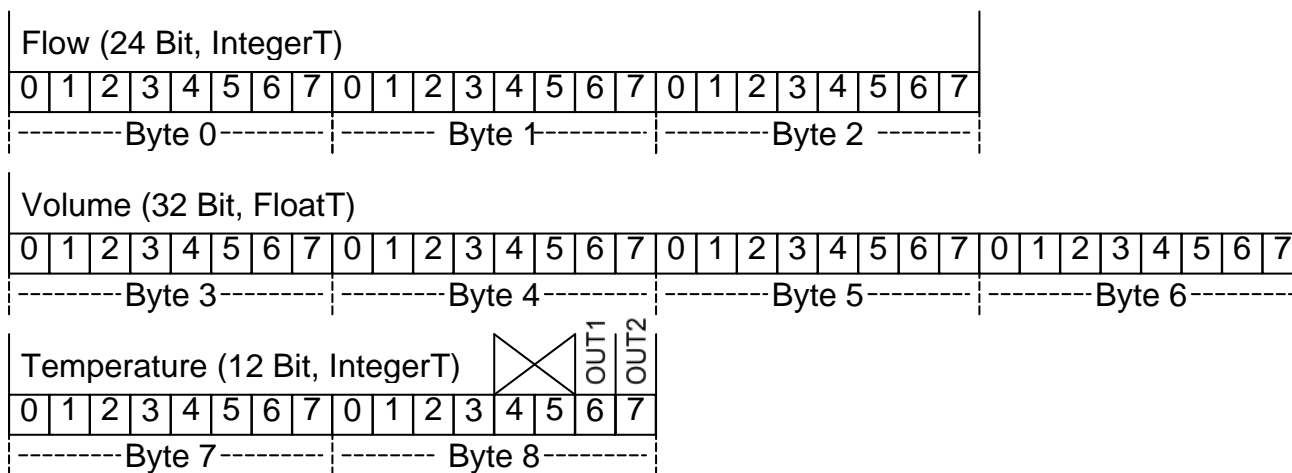 Flow (24 Bit, IntegerT)
0 1 2 3 4 5 6 7 0 1 2 3 4 5 6 7 0 1 2 3 4 5 6 7
Byte 0 Byte 1 Byte 2
Volume (32 Bit, FloatT)
0 1 2 3 4 5 6 7 0 1 2 3 4 5 6 7 0 1 2 3 4 5 6 7 0 1 2 3 4 5 6 7
Byte 3 Byte 4 Byte 5 Byte 6
Temperature (12 Bit, IntegerT) OUT1 OUT2
0 1 2 3 4 5 6 7 0 1 2 3 4 5 6 7
Byte 7 Byte 8